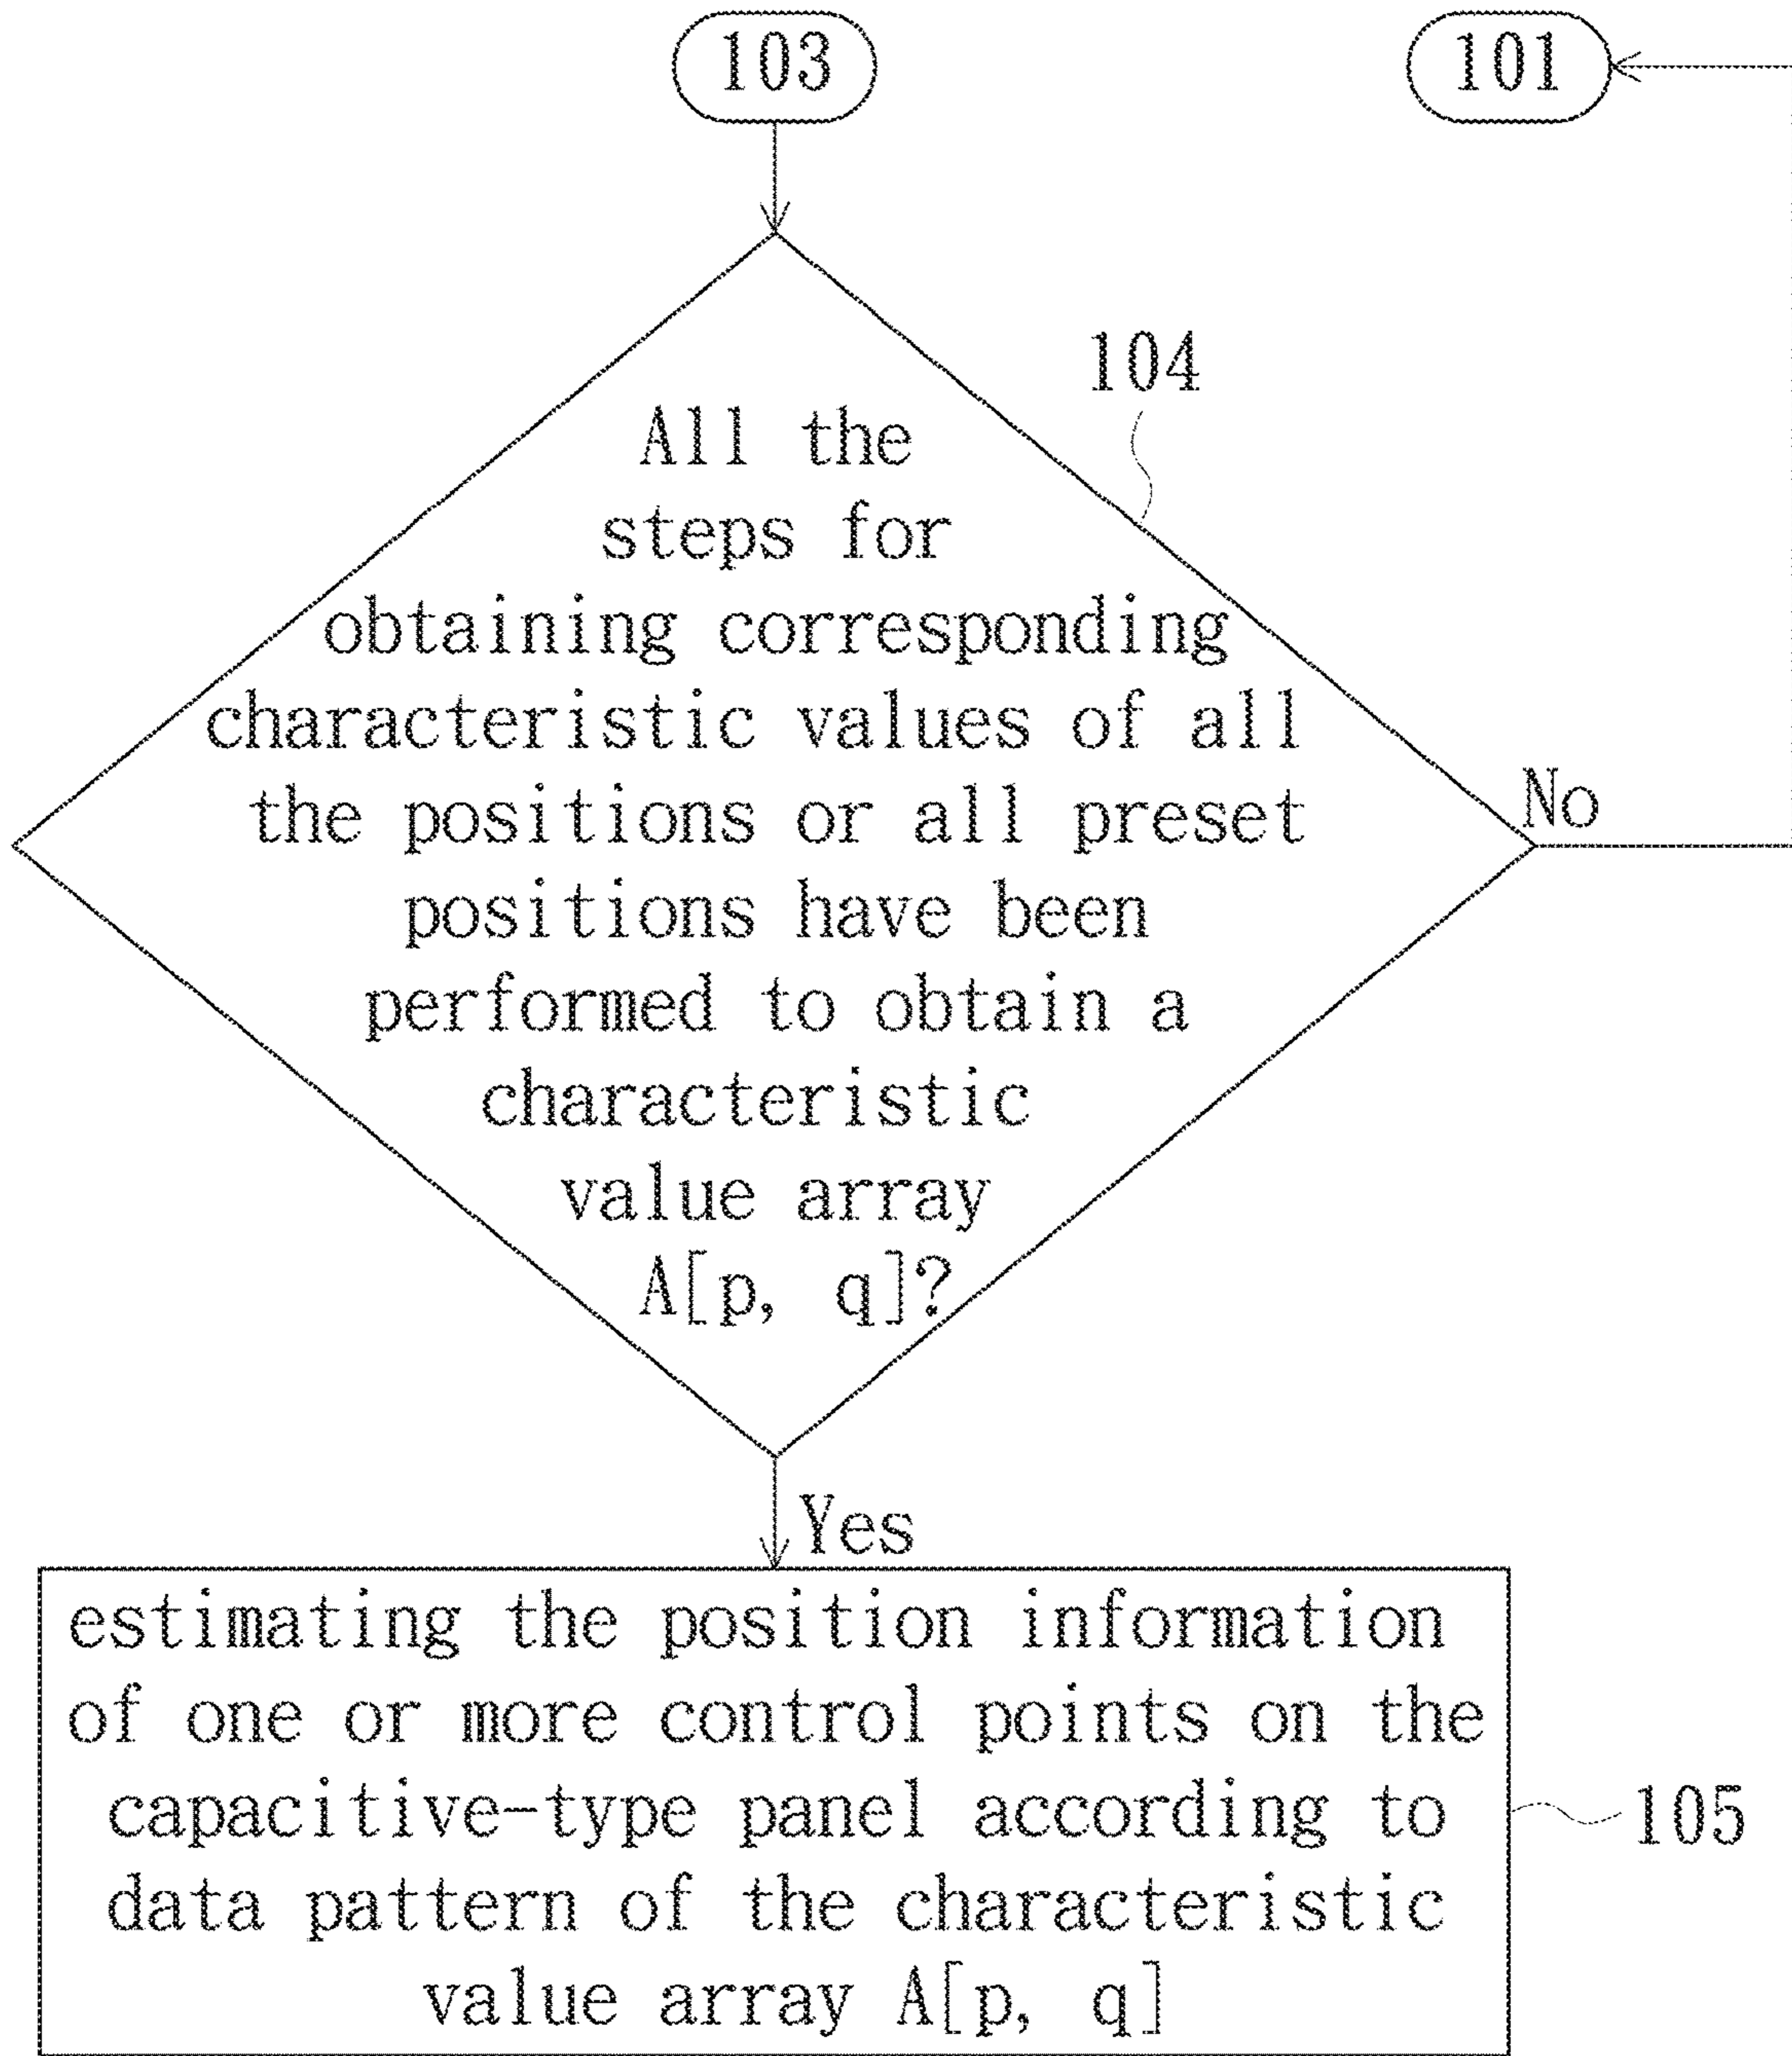 103
101
104
All the
steps for
obtaining corresponding
characteristic values of all
the positions or all preset
positions have been
performed to obtain a
characteristic
value array
A[p, q]?
No
Yes
estimating the position information
of one or more control points on the
capacitive-type panel according to
data pattern of the characteristic
value array A[p, q]
105